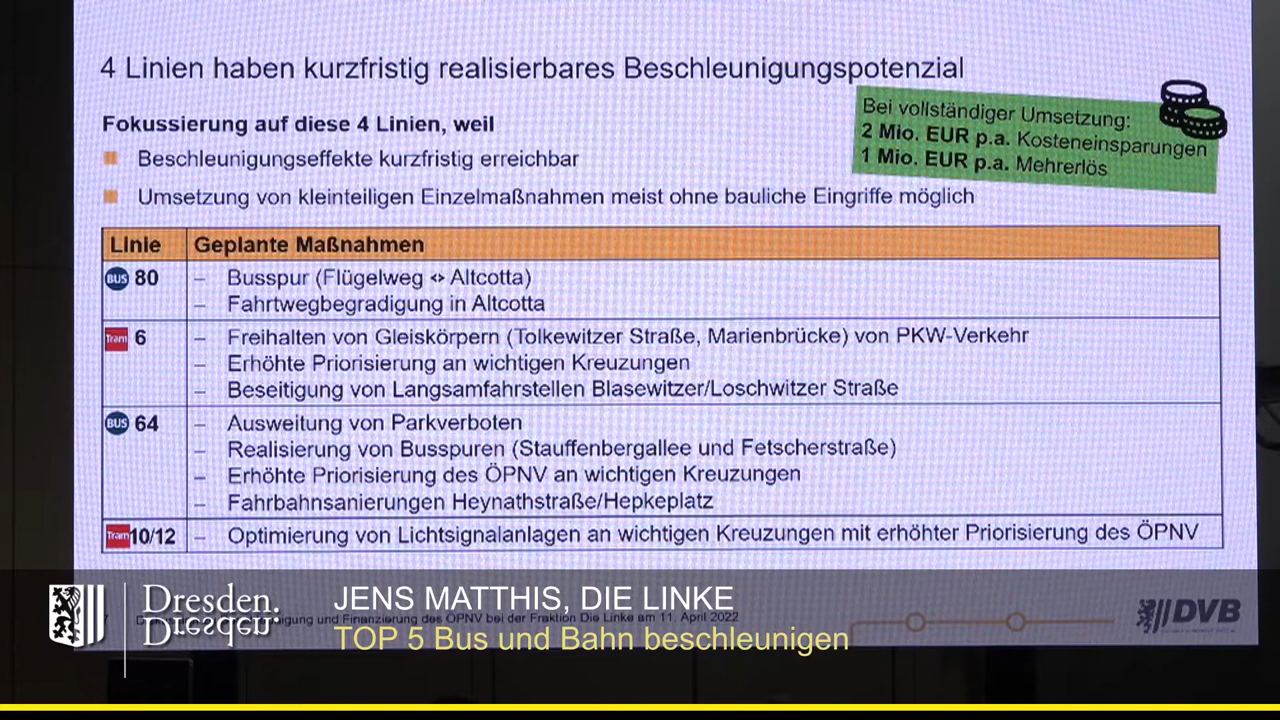 4 Linien haben kurzfristig realisierbares Beschleunigungspotenzial
Bei vollständiger Umsetzung:
2 Mio. EUR p.a. Kosteneinsparungen
1 Mio. EUR p.a. Mehrerlös
Fokussierung auf diese 4 Linien, weil
Beschleunigungseffekte kurzfristig erreichbar
Umsetzung von kleinteiligen Einzelmaßnahmen meist ohne bauliche Eingriffe möglich
Linie Geplante Maßnahmen
BUS 80 – Busspur (Flügelweg <> Altcotta)
– Fahrtwegbegradigung in Altcotta
Tram 6 – Freihalten von Gleiskörpern (Tolkewitzer Straße, Marienbrücke) von PKW-Verkehr
– Erhöhte Priorisierung an wichtigen Kreuzungen
– Beseitigung von Langsamfahrstellen Blasewitzer/Loschwitzer Straße
BUS 64 – Ausweitung von Parkverboten
– Realisierung von Busspuren (Stauffenbergallee und Fetscherstraße)
– Erhöhte Priorisierung des ÖPNV an wichtigen Kreuzungen
– Fahrbahnsanierungen Heynathstraße/Hepkeplatz
Tram 10/12 – Optimierung von Lichtsignalanlagen an wichtigen Kreuzungen mit erhöhter Priorisierung des ÖPNV
Dresden.
Dresden.
JENS MATTHIS, DIE LINKE
und Finanzierung des ÖPNV bei der Fraktion Die Linke am 11. April 2022
TOP 5 Bus und Bahn beschleunigen
DVB